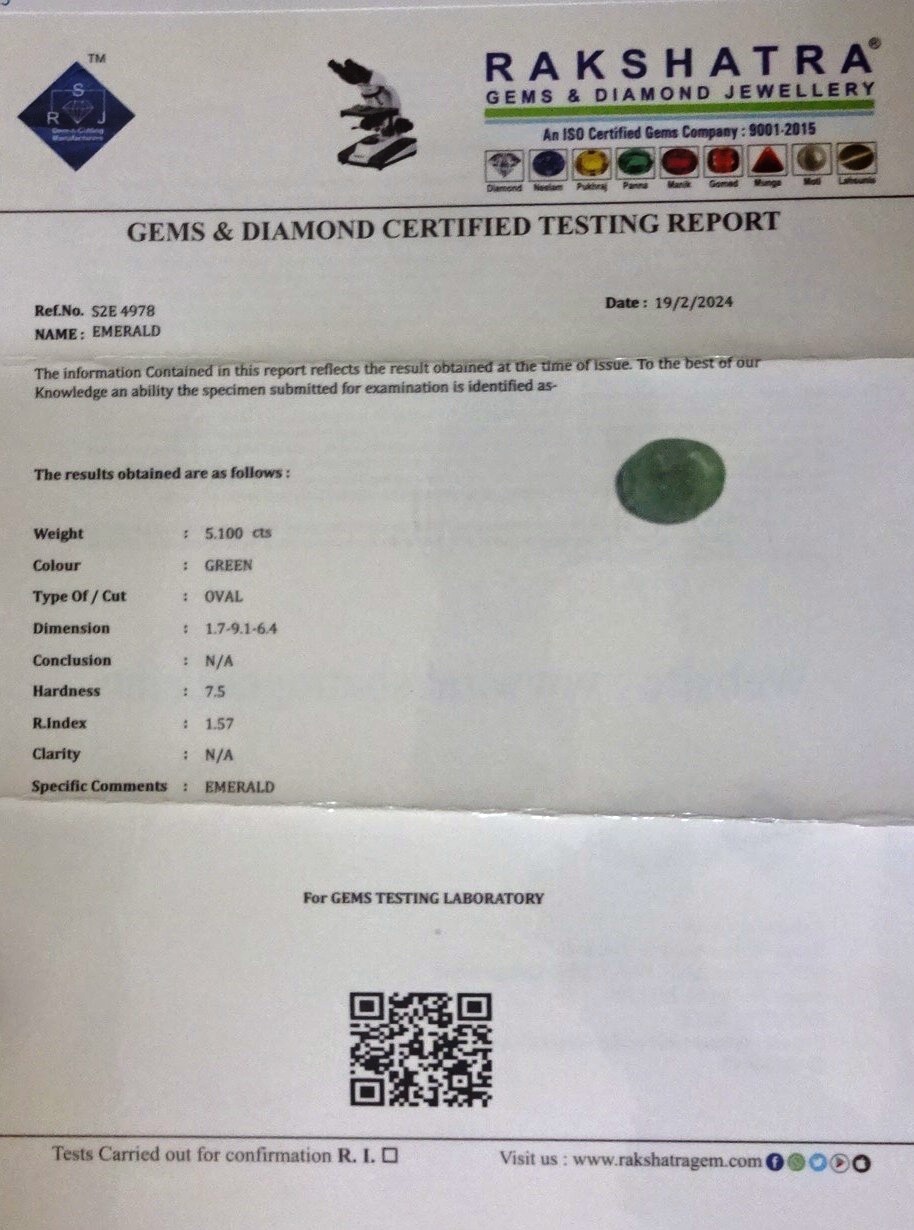 TM
S
R J
Gems & Cutting
Manufacturers
RAKSHATRA®
GEMS & DIAMOND JEWELLERY
An ISO Certified Gems Company : 9001-2015
Diamond Neelam Pukhraj Panna Manik Gomed Munga Moti Lahsunia
GEMS & DIAMOND CERTIFIED TESTING REPORT
Ref.No. S2E 4978
Date : 19/2/2024
NAME : EMERALD
The information Contained in this report reflects the result obtained at the time of issue. To the best of our
Knowledge an ability the specimen submitted for examination is identified as-
The results obtained are as follows :
Weight : 5.100 cts
Colour : GREEN
Type Of / Cut : OVAL
Dimension : 1.7-9.1-6.4
Conclusion : N/A
Hardness : 7.5
R.Index : 1.57
Clarity : N/A
Specific Comments : EMERALD
For GEMS TESTING LABORATORY
Tests Carried out for confirmation R. I. ☐
Visit us : www.rakshatragem.com